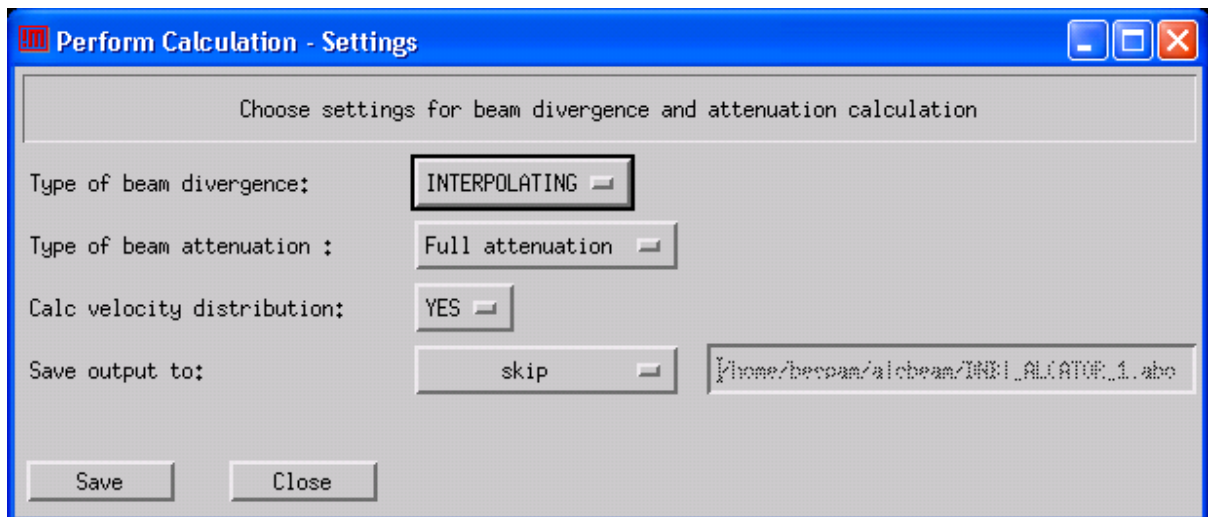 Perform Calculation - Settings
Choose settings for beam divergence and attenuation calculation
Type of beam divergence: INTERPOLATING
Type of beam attenuation : Full attenuation
Calc velocity distribution: YES
Save output to: skip
Save Close